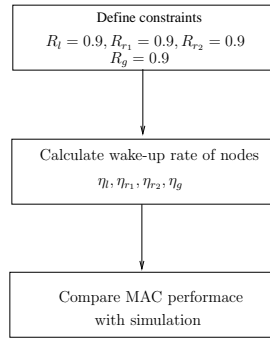 Define constraints
R_l = 0.9, R_{r_1} = 0.9, R_{r_2} = 0.9
R_g = 0.9
Calculate wake-up rate of nodes
η_l, η_{r_1}, η_{r_2}, η_g
Compare MAC performace
with simulation